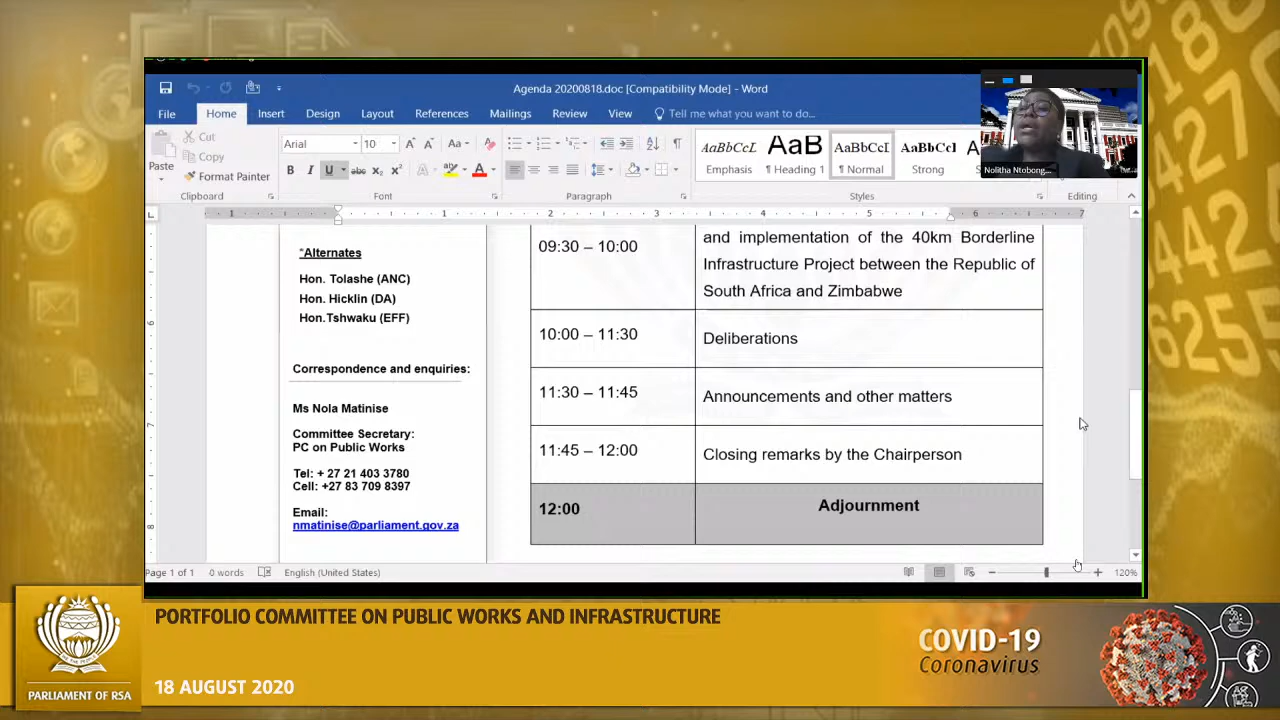 Agenda 20200818.doc [Compatibility Mode] - Word
File Home Insert Design Layout References Mailings Review View Tell me what you want to do...
Paste
Cut
Copy
Format Painter
Clipboard
Arial 10
Font
Paragraph
AaBbCcL AaB AaBbCcI AaBbCcI
Emphasis ¶ Heading 1 ¶ Normal Strong
Styles
Editing
Nolitha Ntobong...
1 1 2 3 4 5 6 7
*Alternates
Hon. Tolashe (ANC)
Hon. Hicklin (DA)
Hon.Tshwaku (EFF)
Correspondence and enquiries:
Ms Nola Matinise
Committee Secretary:
PC on Public Works
Tel: + 27 21 403 3780
Cell: +27 83 709 8397
Email:
nmatinise@parliament.gov.za
09:30 – 10:00
and implementation of the 40km Borderline
Infrastructure Project between the Republic of
South Africa and Zimbabwe
10:00 – 11:30 Deliberations
11:30 – 11:45 Announcements and other matters
11:45 – 12:00 Closing remarks by the Chairperson
12:00 Adjournment
Page 1 of 1 0 words English (United States) 120%
PORTFOLIO COMMITTEE ON PUBLIC WORKS AND INFRASTRUCTURE
18 AUGUST 2020
PARLIAMENT OF RSA
COVID-19
Coronavirus